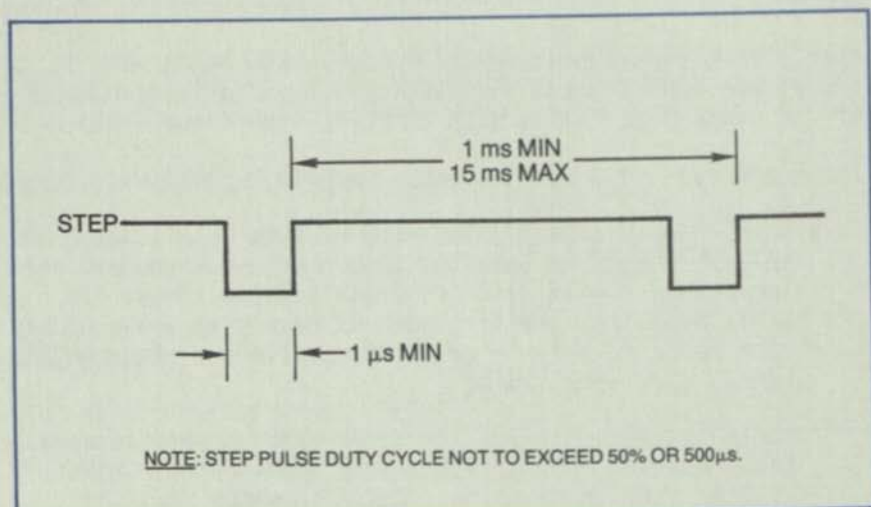 1 ms MIN
15 ms MAX
STEP
1 μs MIN
NOTE: STEP PULSE DUTY CYCLE NOT TO EXCEED 50% OR 500μs.